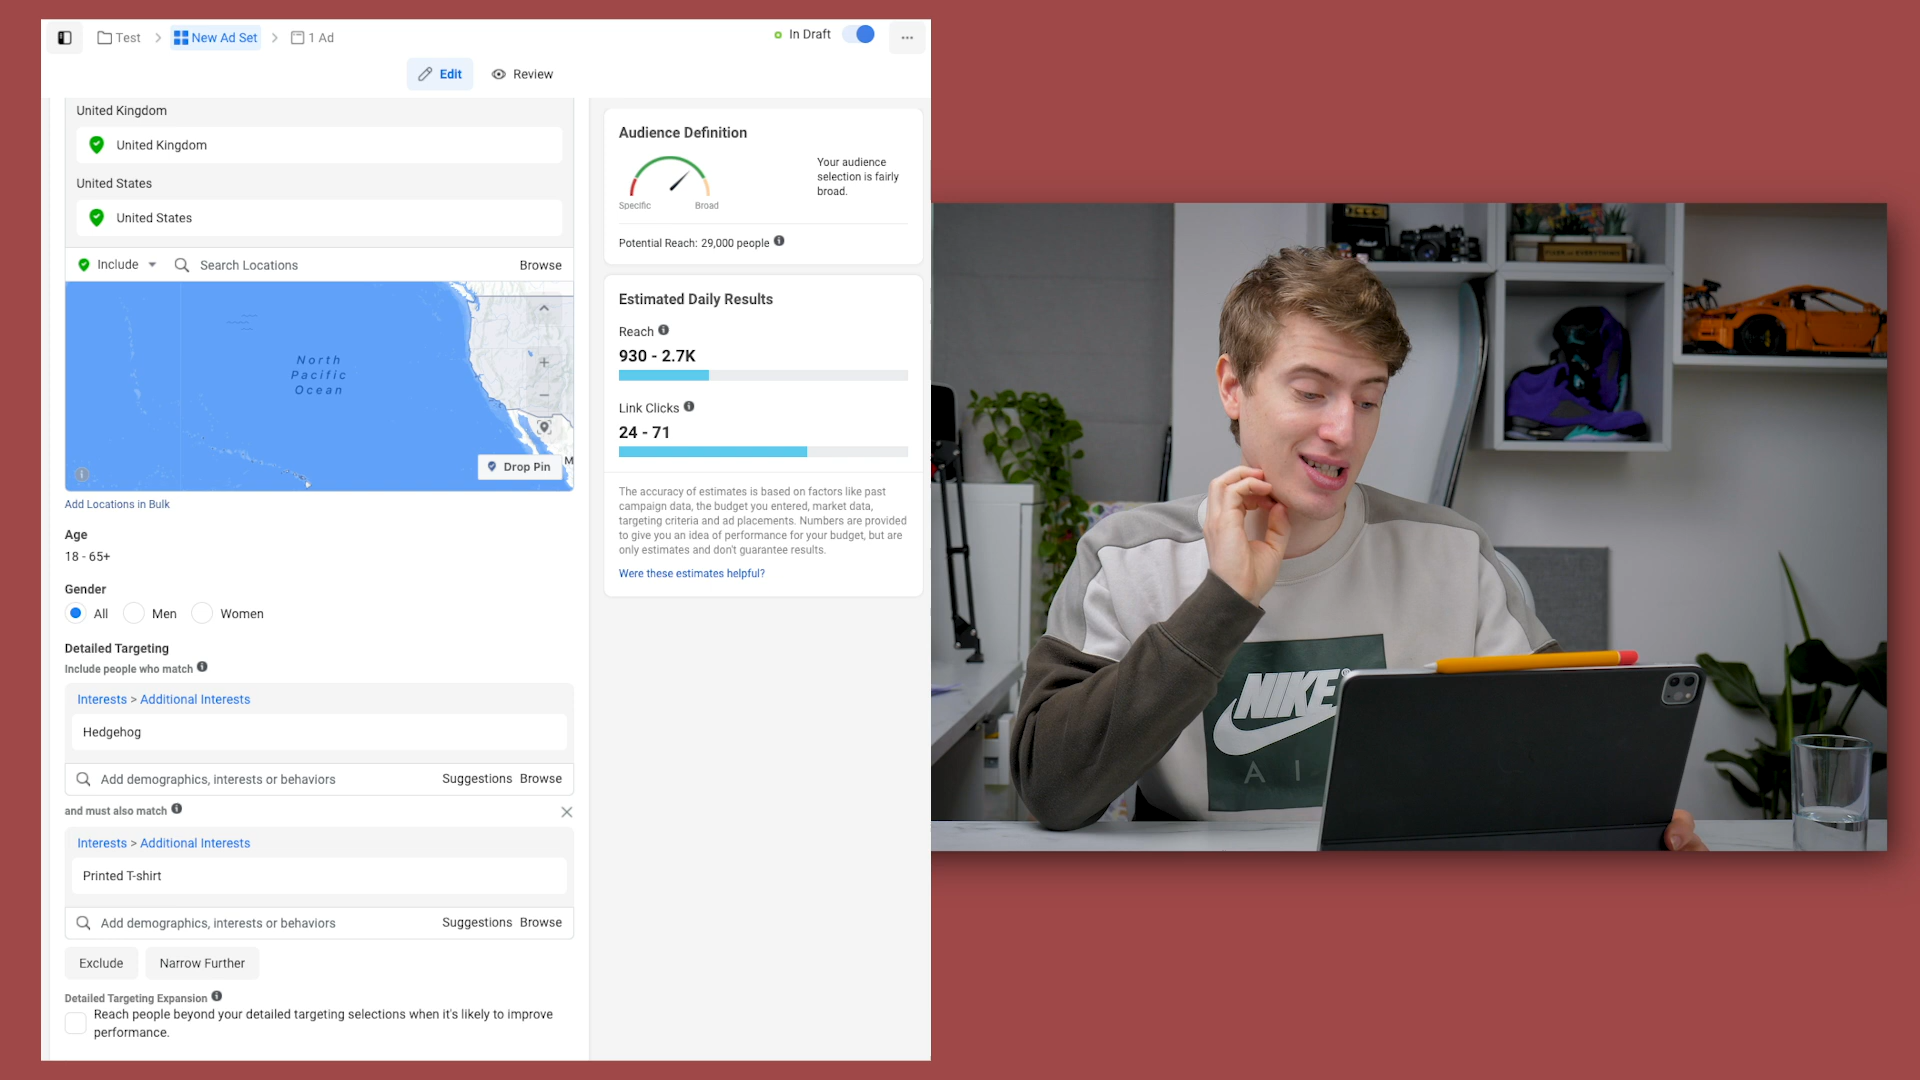 Test
New Ad Set
1 Ad
In Draft
Edit
Review
United Kingdom
United Kingdom
United States
United States
Include
Search Locations
Browse
North
Pacific
Ocean
M
Drop Pin
Add Locations in Bulk
Age
18 - 65+
Gender
All
Men
Women
Detailed Targeting
Include people who match
Interests > Additional Interests
Hedgehog
Add demographics, interests or behaviors
Suggestions
Browse
and must also match
Interests > Additional Interests
Printed T-shirt
Add demographics, interests or behaviors
Suggestions
Browse
Exclude
Narrow Further
Detailed Targeting Expansion
Reach people beyond your detailed targeting selections when it's likely to improve
performance.
Audience Definition
Your audience
selection is fairly
broad.
Specific
Broad
Potential Reach: 29,000 people
Estimated Daily Results
Reach
930 - 2.7K
Link Clicks
24 - 71
The accuracy of estimates is based on factors like past
campaign data, the budget you entered, market data,
targeting criteria and ad placements. Numbers are provided
to give you an idea of performance for your budget, but are
only estimates and don't guarantee results.
Were these estimates helpful?
NIKE
A I